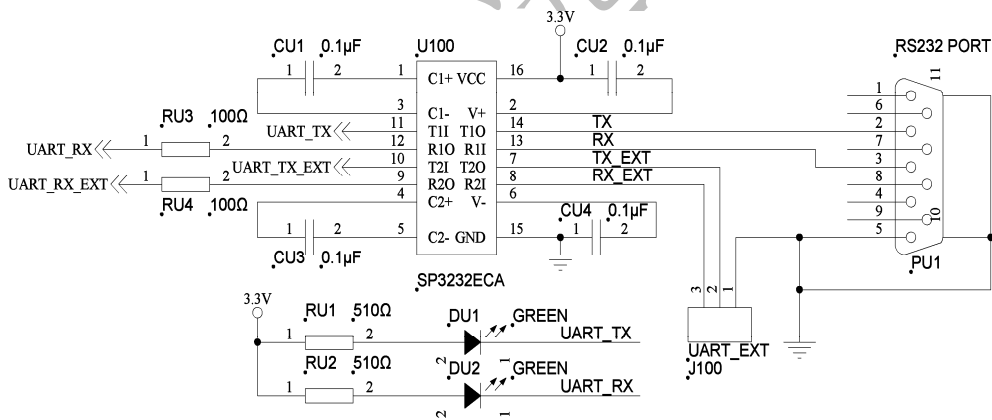 3.3V
CU1 0.1µF U100 CU2 0.1µF RS232 PORT
1 2 1 C1+ VCC 16 1 2 11
1
3 C1- V+ 2 6
RU3 100Ω UART_TX 11 T1I T1O 14 TX 2
UART_RX 1 2 12 R1O R1I 13 RX 7
UART_TX_EXT 10 T2I T2O 7 TX_EXT 3
UART_RX_EXT 1 2 9 R2O R2I 8 RX_EXT 8
RU4 100Ω 4 C2+ V- 6 4
CU4 0.1µF 9 10
1 2 5 C2- GND 15 1 2 5
CU3 0.1µF PU1
SP3232ECA
3 2 1
3.3V
RU1 510Ω DU1 GREEN
1 2 UART_TX
2 1
UART_EXT
J100
RU2 510Ω DU2 GREEN
1 2 UART_RX
2 1